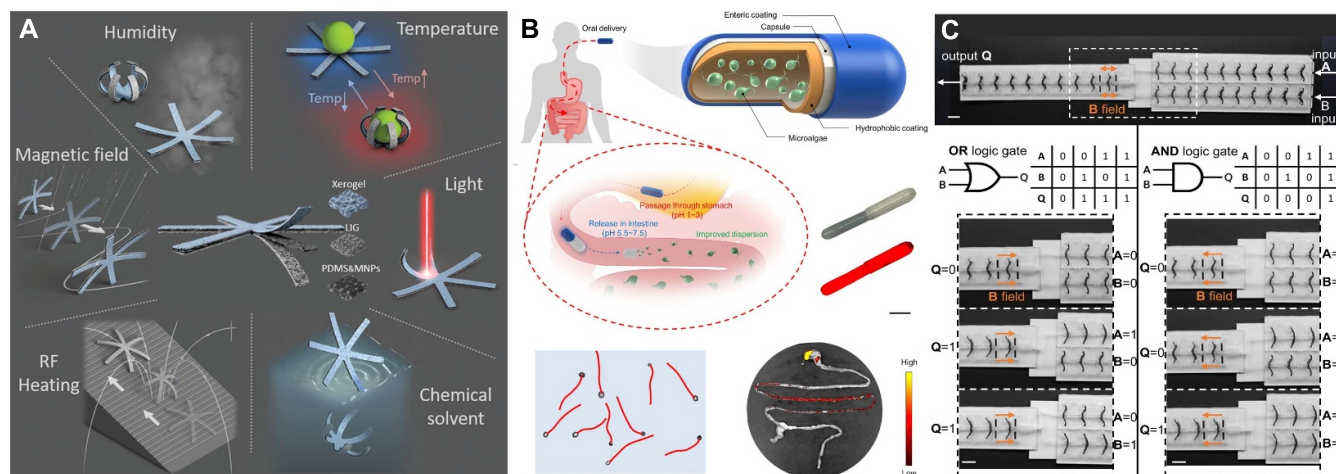 A
Humidity
Temperature
Temp↑
Temp↓
Magnetic field
Xerogel
Light
LIG
PDMS&MNPs
RF
Heating
Chemical
solvent
B
Oral delivery
Enteric coating
Capsule
Hydrophobic coating
Microalgae
Passage through stomach
(pH 1~3)
Release in intestine
(pH 5.5~7.5)
Improved dispersion
High
Low
C
output Q
input
A
B
input
B field
OR logic gate
A
B
Q
A 0 0 1 1
B 0 1 0 1
Q 0 1 1 1
AND logic gate
A
B
Q
A 0 0 1 1
B 0 1 0 1
Q 0 0 0 1
Q=0
A=0
B=0
B field
Q=1
A=1
B=0
Q=1
A=0
B=1
Q=0
A=
B=
B field
Q=0
A=
B=
Q=1
A=
B=